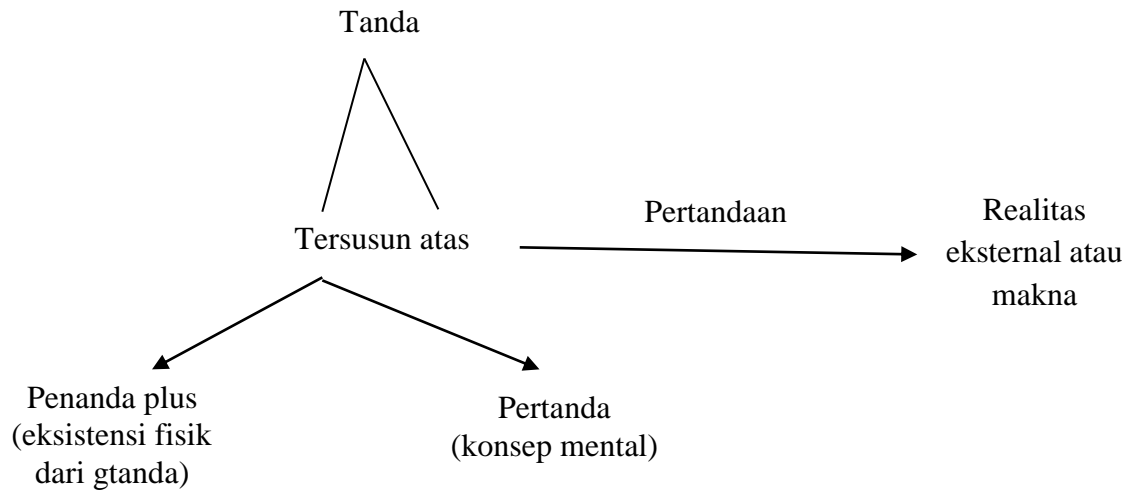 Tanda
Tersusun atas
Pertandaan
Realitas
eksternal atau
makna
Penanda plus
(eksistensi fisik
dari gtanda)
Pertanda
(konsep mental)